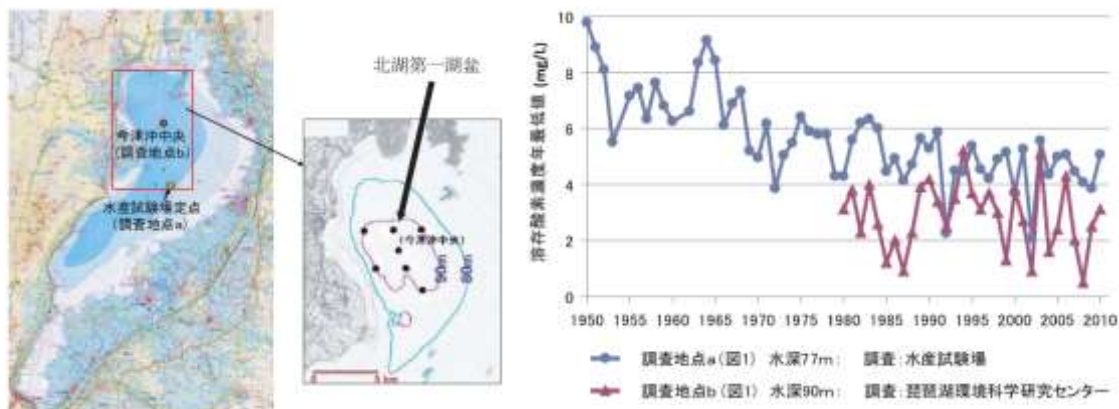 北湖第一湖盆
今津沖中央
(調査地点b)
水産試験場定点
(調査地点a)
(今津沖中央)
90m
80m
km
溶存酸素濃度年最低値 (mg/L)
10
8
6
4
2
0
1950 1955 1960 1965 1970 1975 1980 1985 1990 1995 2000 2005 2010
調査地点a(図1) 水深77m: 調査:水産試験場
調査地点b(図1) 水深90m: 調査:琵琶湖環境科学研究センター